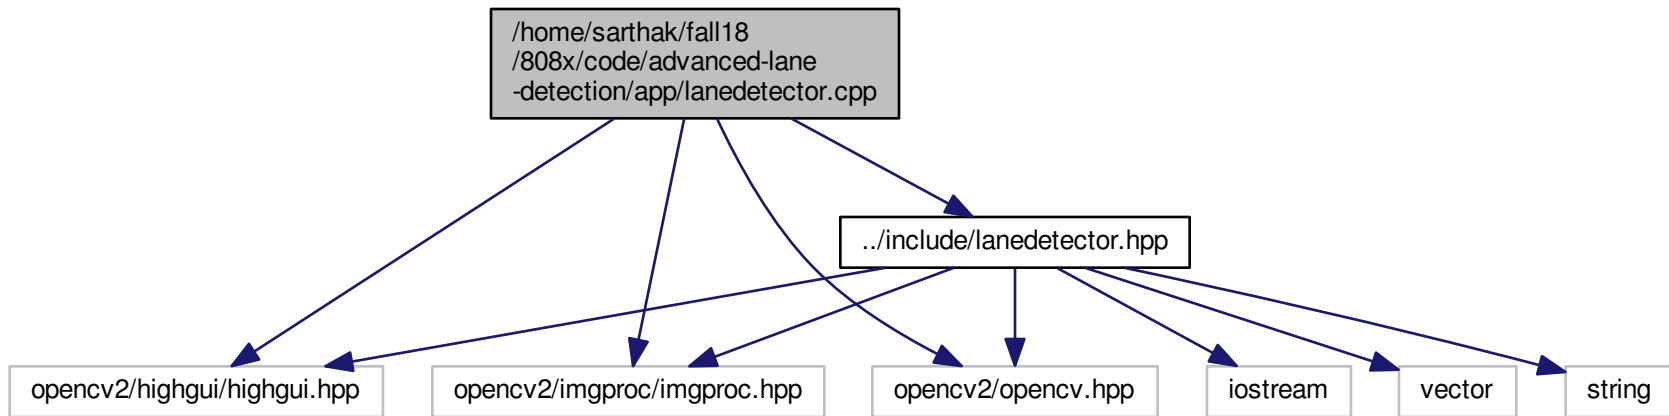 /home/sarthak/fall18
/808x/code/advanced-lane
-detection/app/lanedetector.cpp
../include/lanedetector.hpp
opencv2/highgui/highgui.hpp
opencv2/imgproc/imgproc.hpp
opencv2/opencv.hpp
iostream
vector
string